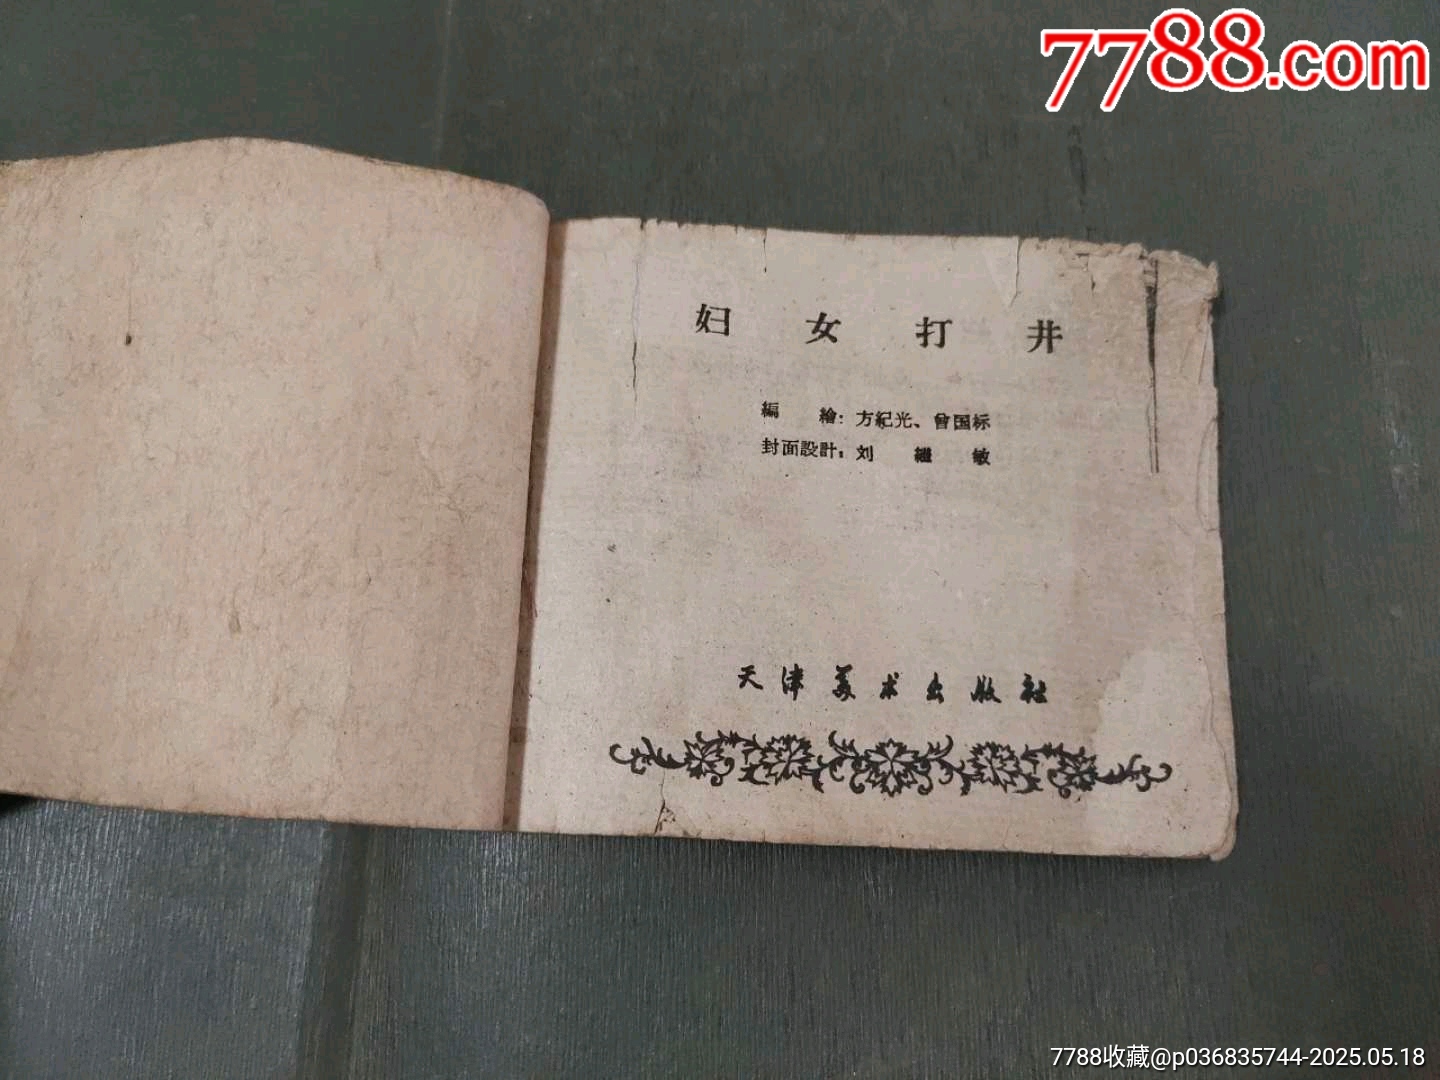 7788.com
妇女打井
編繪：方紀光、曾国标
封面設計：刘繼敏
天津美术出版社
7788收藏@p036835744-2025.05.18